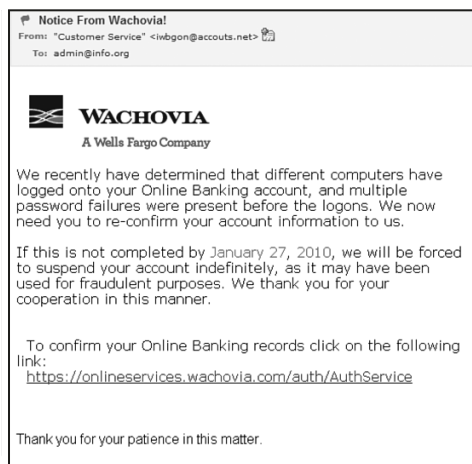 Notice From Wachovia!
From: "Customer Service" <iwbgon@accouts.net>
To: admin@info.org
WACHOVIA
A Wells Fargo Company
We recently have determined that different computers have
logged onto your Online Banking account, and multiple
password failures were present before the logons. We now
need you to re-confirm your account information to us.
If this is not completed by January 27, 2010, we will be forced
to suspend your account indefinitely, as it may have been
used for fraudulent purposes. We thank you for your
cooperation in this manner.
To confirm your Online Banking records click on the following
link:
https://onlineservices.wachovia.com/auth/AuthService
Thank you for your patience in this matter.